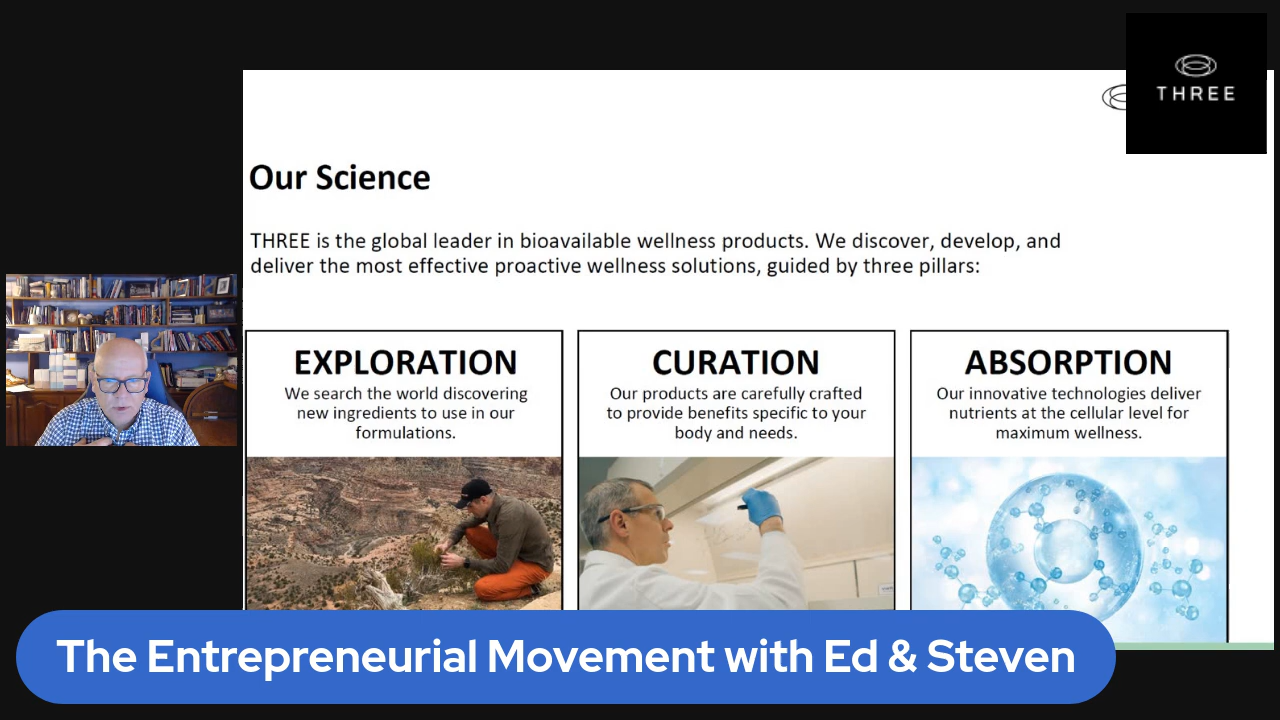 THREE
Our Science
THREE is the global leader in bioavailable wellness products. We discover, develop, and
deliver the most effective proactive wellness solutions, guided by three pillars:
EXPLORATION
We search the world discovering
new ingredients to use in our
formulations.
CURATION
Our products are carefully crafted
to provide benefits specific to your
body and needs.
ABSORPTION
Our innovative technologies deliver
nutrients at the cellular level for
maximum wellness.
The Entrepreneurial Movement with Ed & Steven